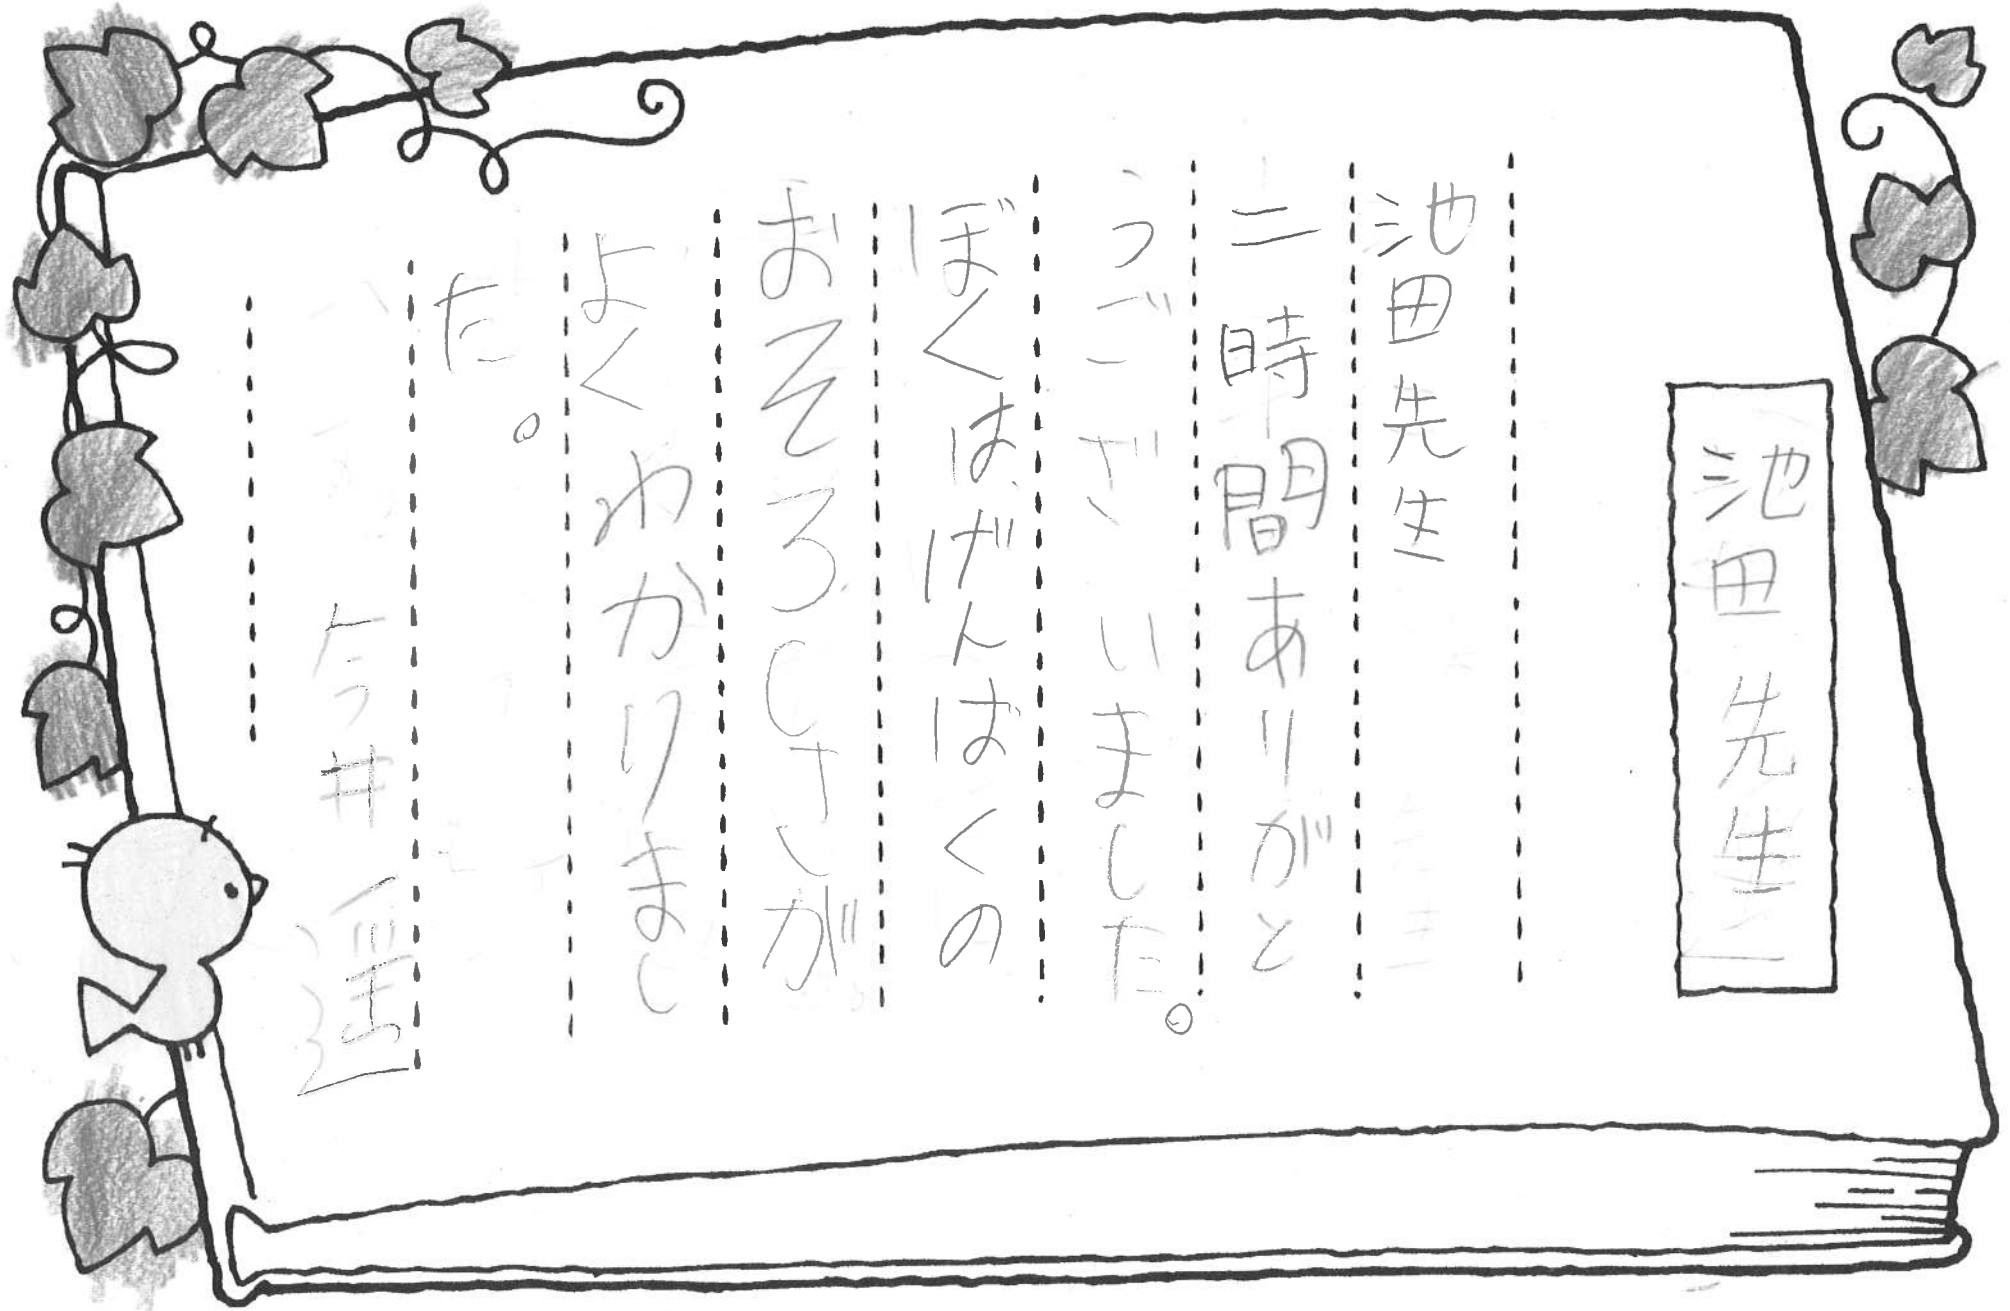 池田先生
池田先生
二時間ありがと
うございました。
ぼくはげんばくの
おそろしさが
よくわかりまし
た。
今井遥